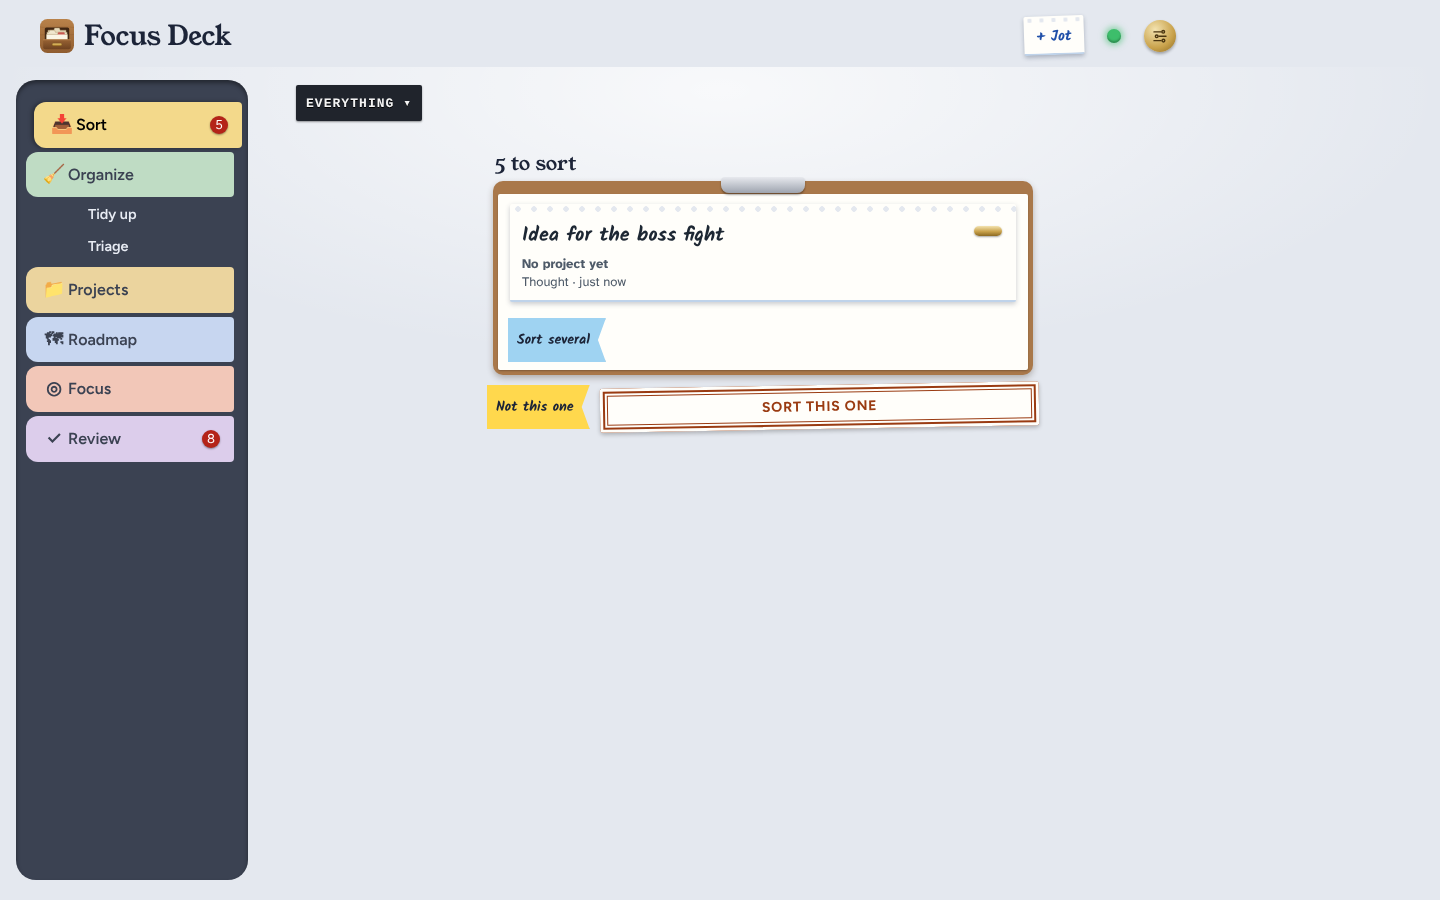 Focus Deck
+ Jot
Sort 5
Organize
Tidy up
Triage
Projects
Roadmap
Focus
Review 8
EVERYTHING ▾
5 to sort
Idea for the boss fight
No project yet
Thought · just now
Sort several
Not this one
SORT THIS ONE